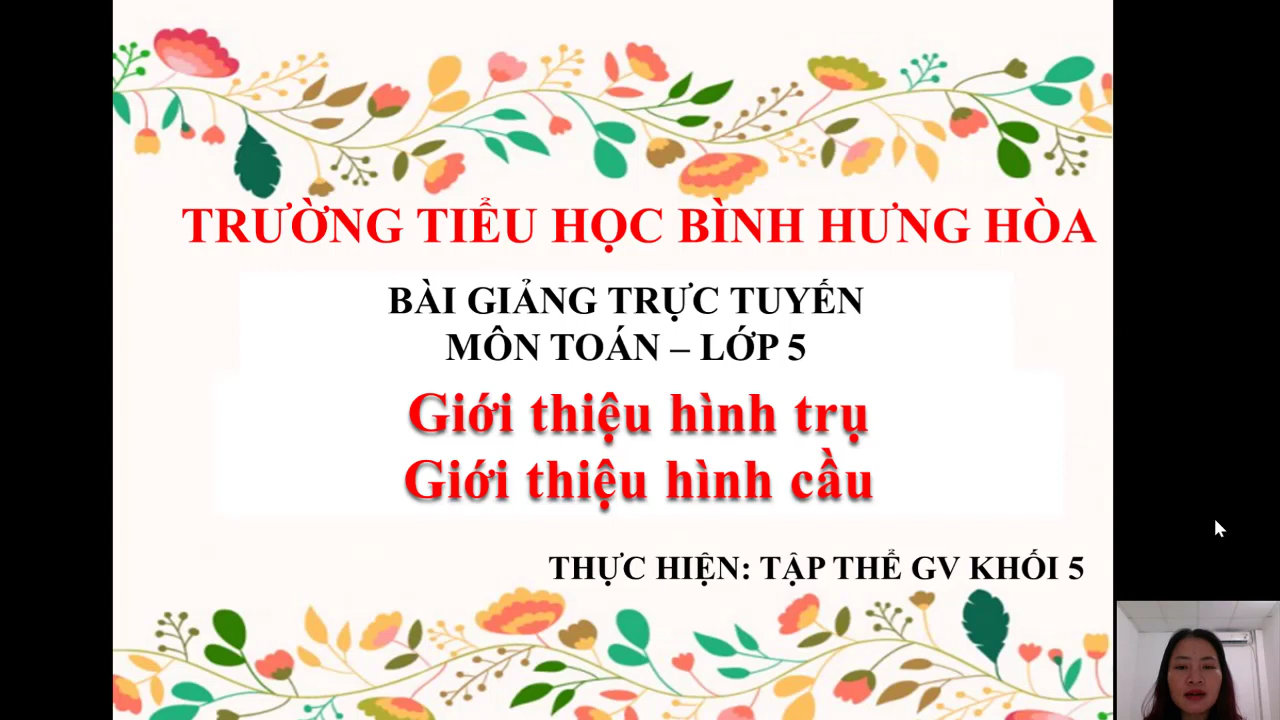 TRƯỜNG TIỂU HỌC BÌNH HƯNG HÒA
BÀI GIẢNG TRỰC TUYẾN
MÔN TOÁN – LỚP 5
Giới thiệu hình trụ
Giới thiệu hình cầu
THỰC HIỆN: TẬP THỂ GV KHỐI 5